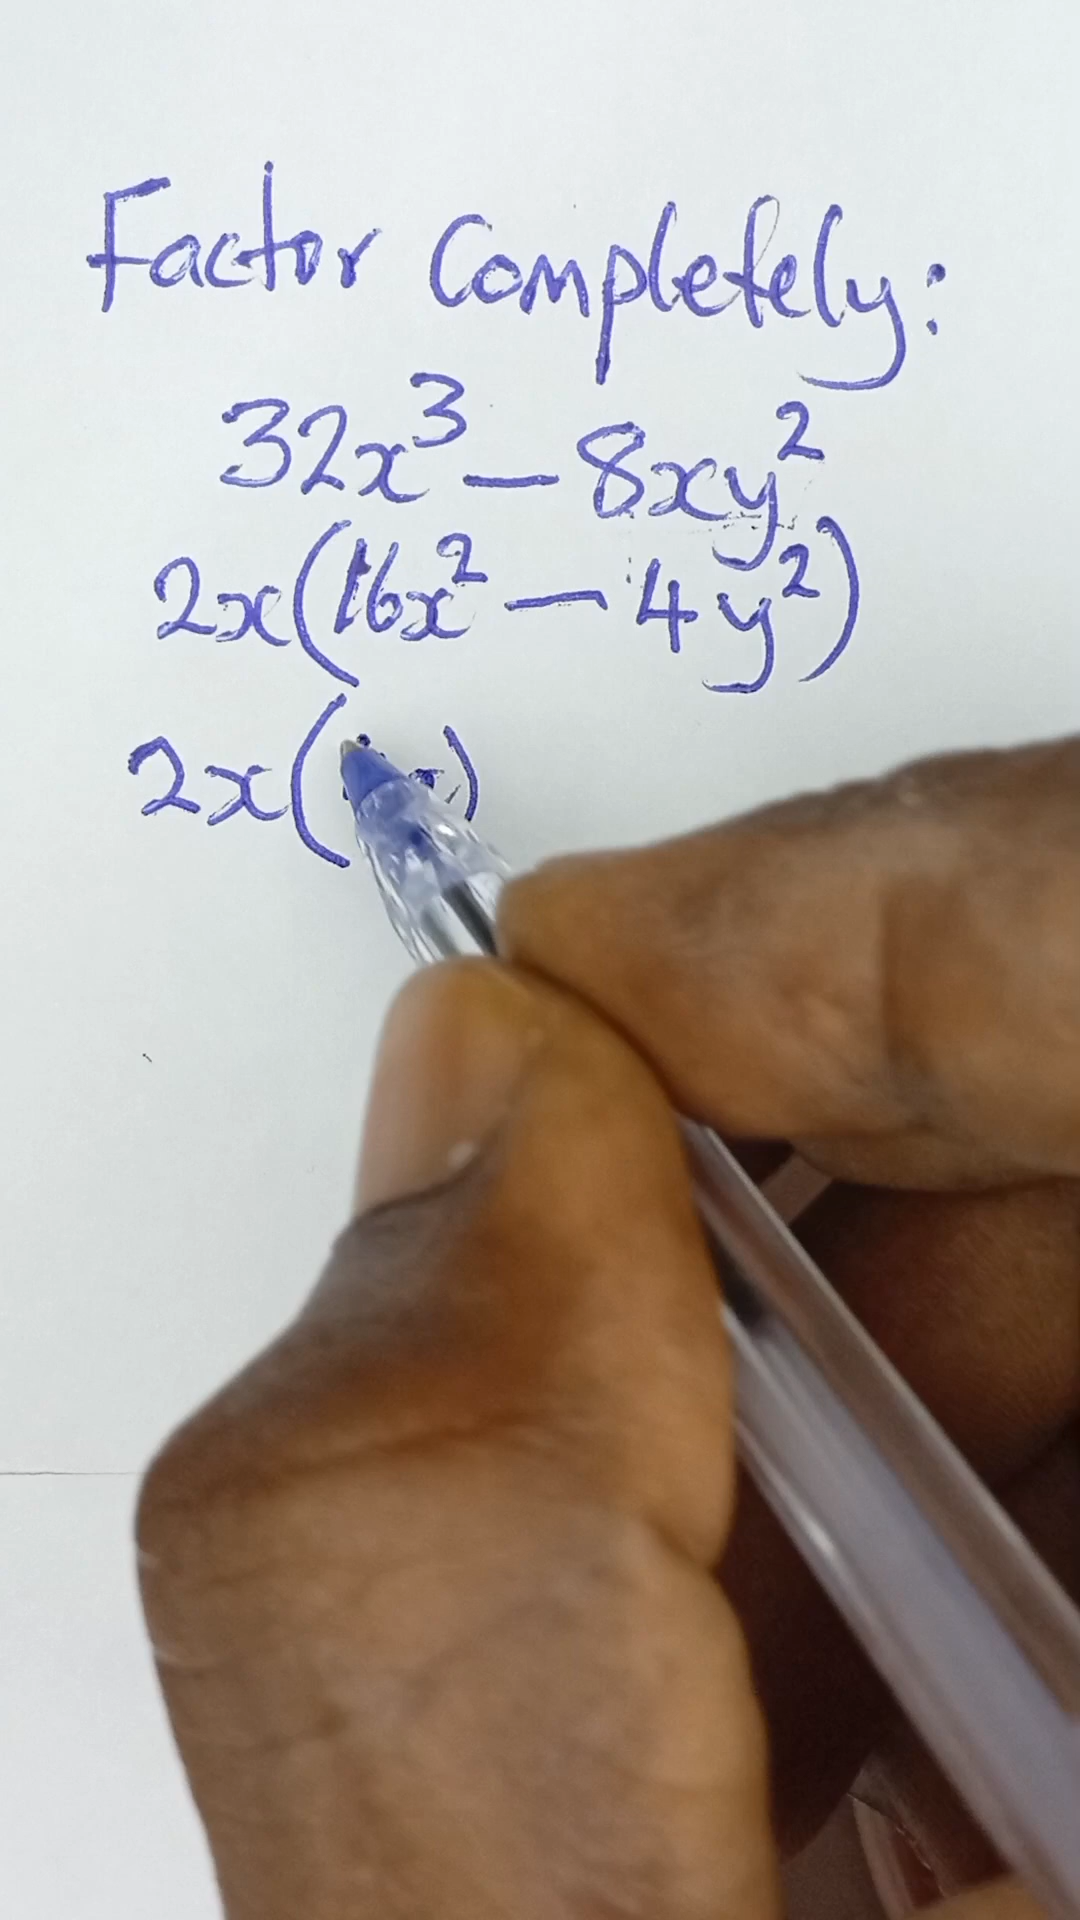 Factor Completely:
32x³ – 8xy²
2x(16x² – 4y²)
2x( )